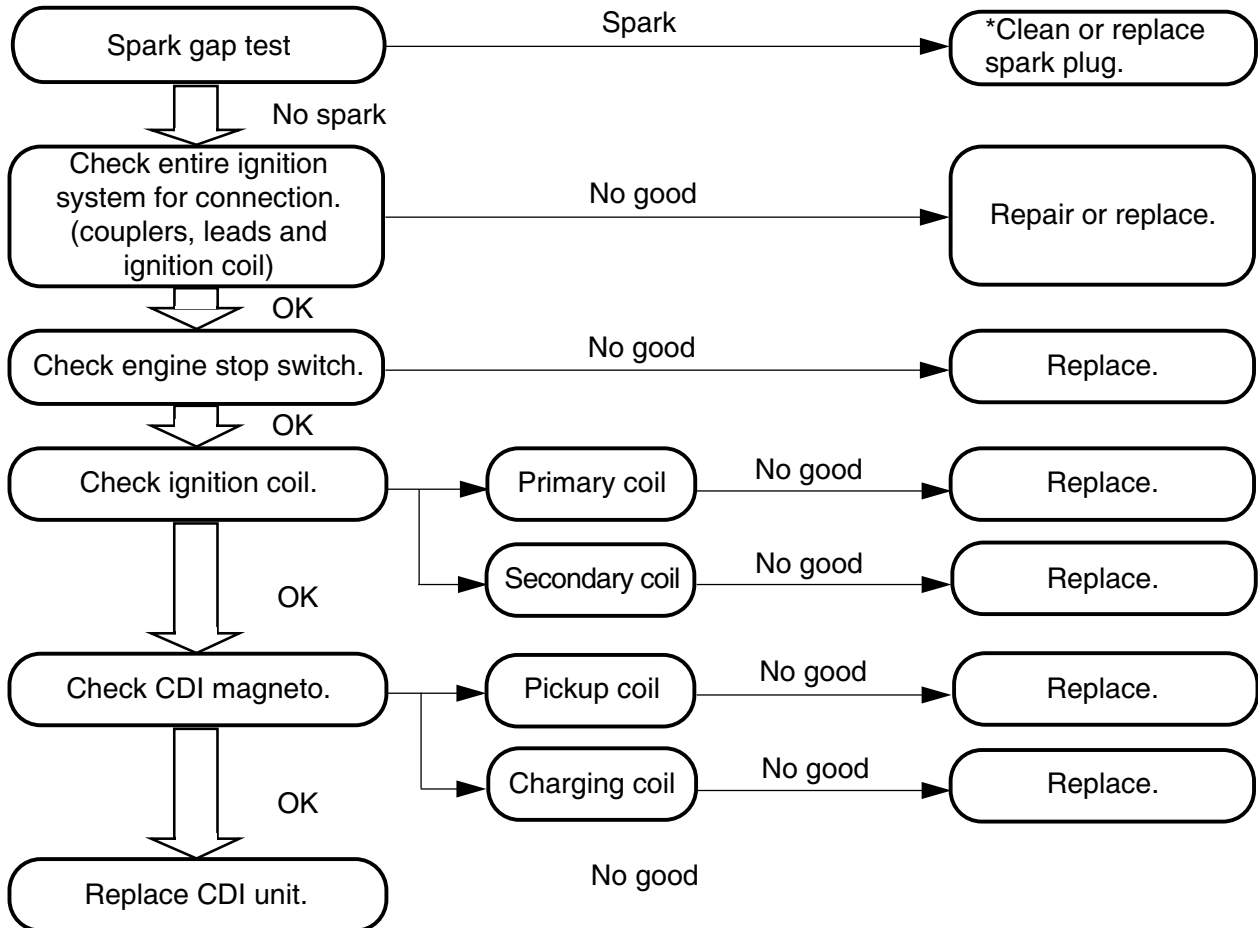 Spark gap test
Spark
*Clean or replace
spark plug.
No spark
Check entire ignition
system for connection.
(couplers, leads and
ignition coil)
No good
Repair or replace.
OK
Check engine stop switch.
No good
Replace.
OK
Check ignition coil.
Primary coil
No good
Replace.
Secondary coil
No good
Replace.
OK
Check CDI magneto.
Pickup coil
No good
Replace.
Charging coil
No good
Replace.
OK
Replace CDI unit.
No good